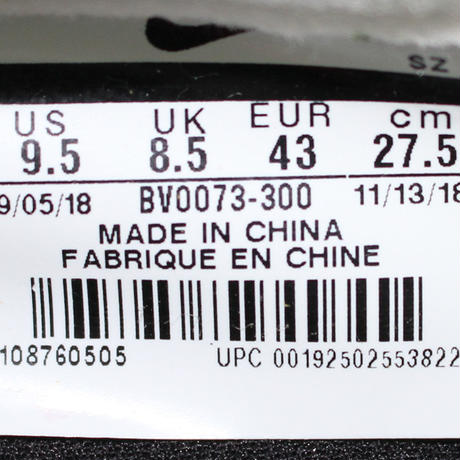 SZ
US UK EUR cm
9.5 8.5 43 27.5
9/05/18 BV0073-300 11/13/18
MADE IN CHINA
FABRIQUE EN CHINE
108760505 UPC 00192502553822